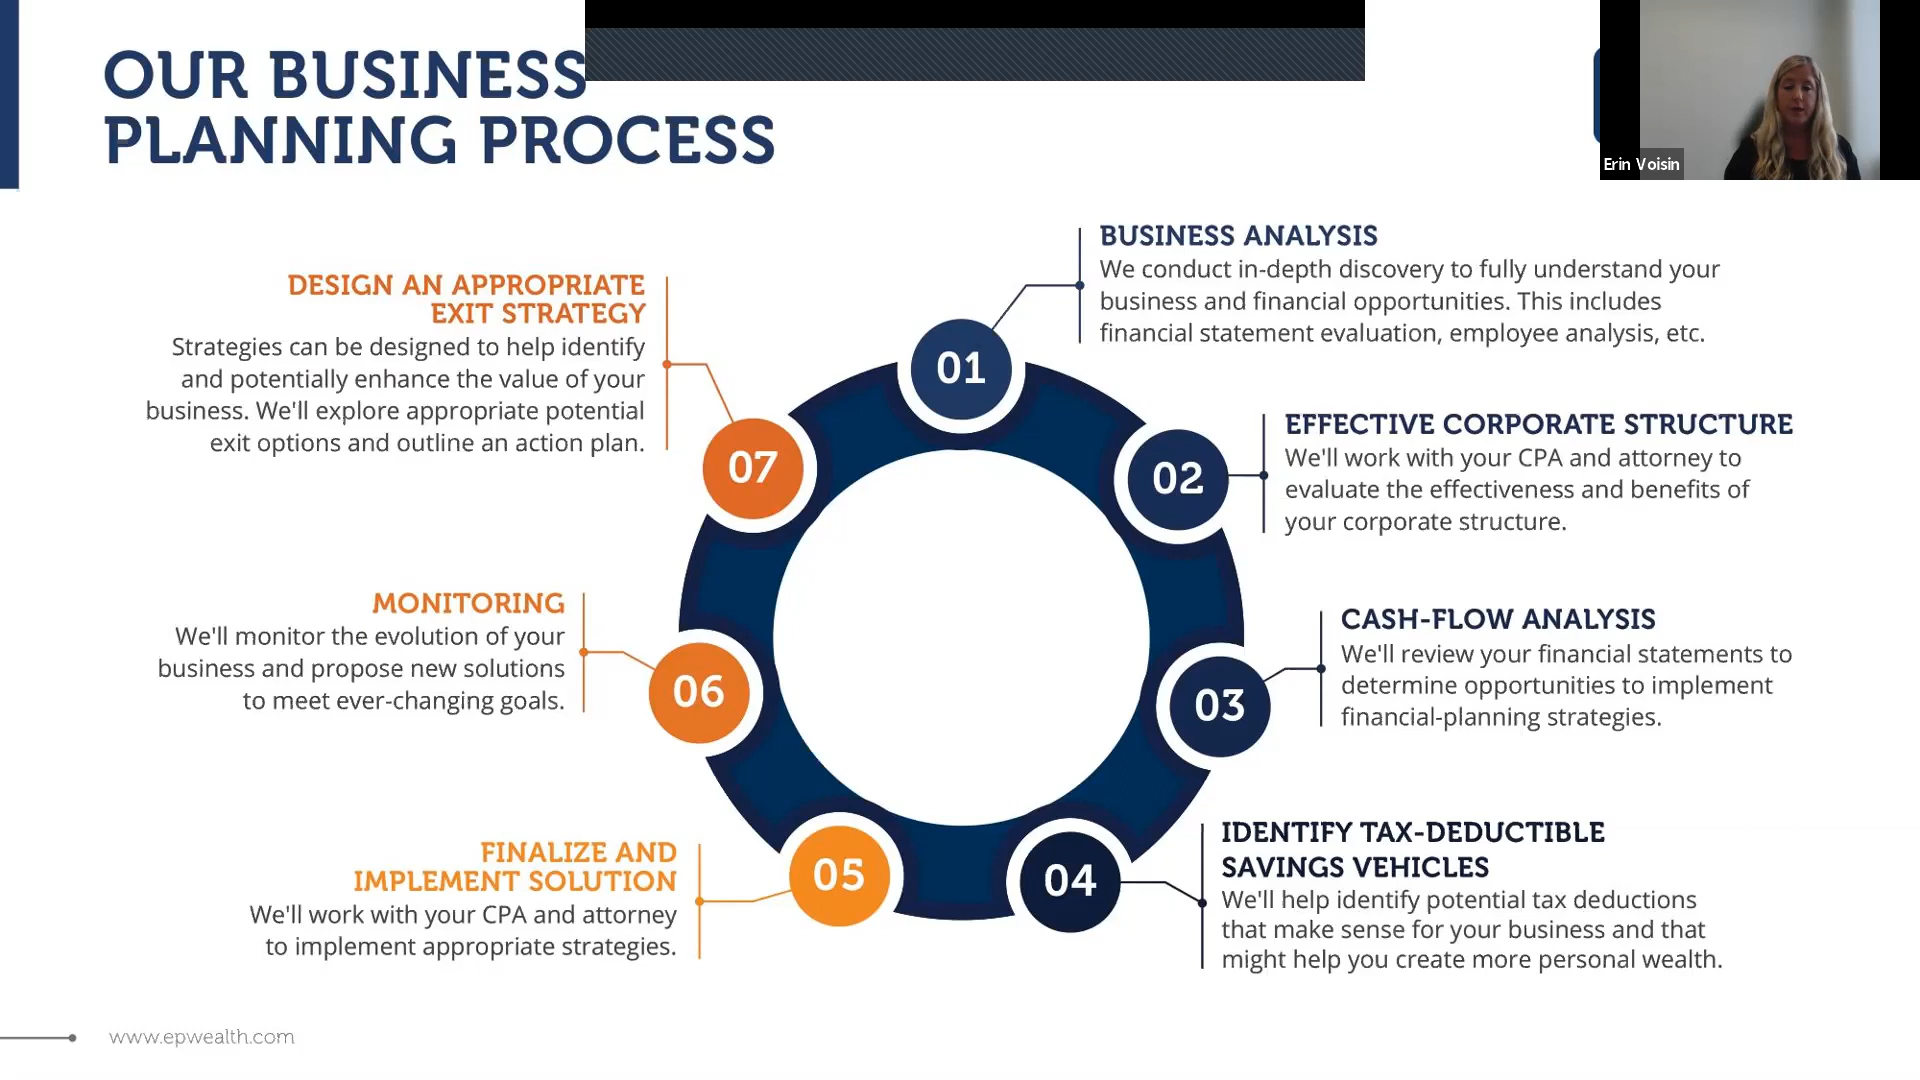 OUR BUSINESS
PLANNING PROCESS
Erin Voisin
01
BUSINESS ANALYSIS
We conduct in-depth discovery to fully understand your
business and financial opportunities. This includes
financial statement evaluation, employee analysis, etc.
02
EFFECTIVE CORPORATE STRUCTURE
We'll work with your CPA and attorney to
evaluate the effectiveness and benefits of
your corporate structure.
03
CASH-FLOW ANALYSIS
We'll review your financial statements to
determine opportunities to implement
financial-planning strategies.
04
IDENTIFY TAX-DEDUCTIBLE
SAVINGS VEHICLES
We'll help identify potential tax deductions
that make sense for your business and that
might help you create more personal wealth.
05
FINALIZE AND
IMPLEMENT SOLUTION
We'll work with your CPA and attorney
to implement appropriate strategies.
06
MONITORING
We'll monitor the evolution of your
business and propose new solutions
to meet ever-changing goals.
07
DESIGN AN APPROPRIATE
EXIT STRATEGY
Strategies can be designed to help identify
and potentially enhance the value of your
business. We'll explore appropriate potential
exit options and outline an action plan.
www.epwealth.com